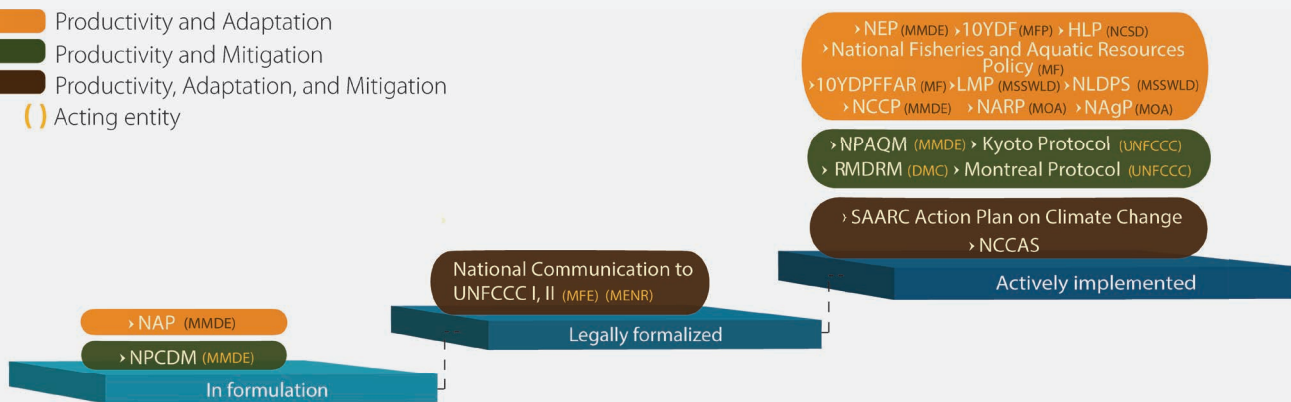 Productivity and Adaptation
Productivity and Mitigation
Productivity, Adaptation, and Mitigation
( ) Acting entity
› NEP (MMDE) › 10YDF (MFP) › HLP (NCSD)
› National Fisheries and Aquatic Resources
Policy (MF)
› 10YDPFFAR (MF) › LMP (MSSWLD) › NLDPS (MSSWLD)
› NCCP (MMDE) › NARP (MOA) › NAgP (MOA)
› NPAQM (MMDE) › Kyoto Protocol (UNFCCC)
› RMDRM (DMC) › Montreal Protocol (UNFCCC)
› SAARC Action Plan on Climate Change
› NCCAS
Actively implemented
National Communication to
UNFCCC I, II (MFE) (MENR)
Legally formalized
› NAP (MMDE)
› NPCDM (MMDE)
In formulation